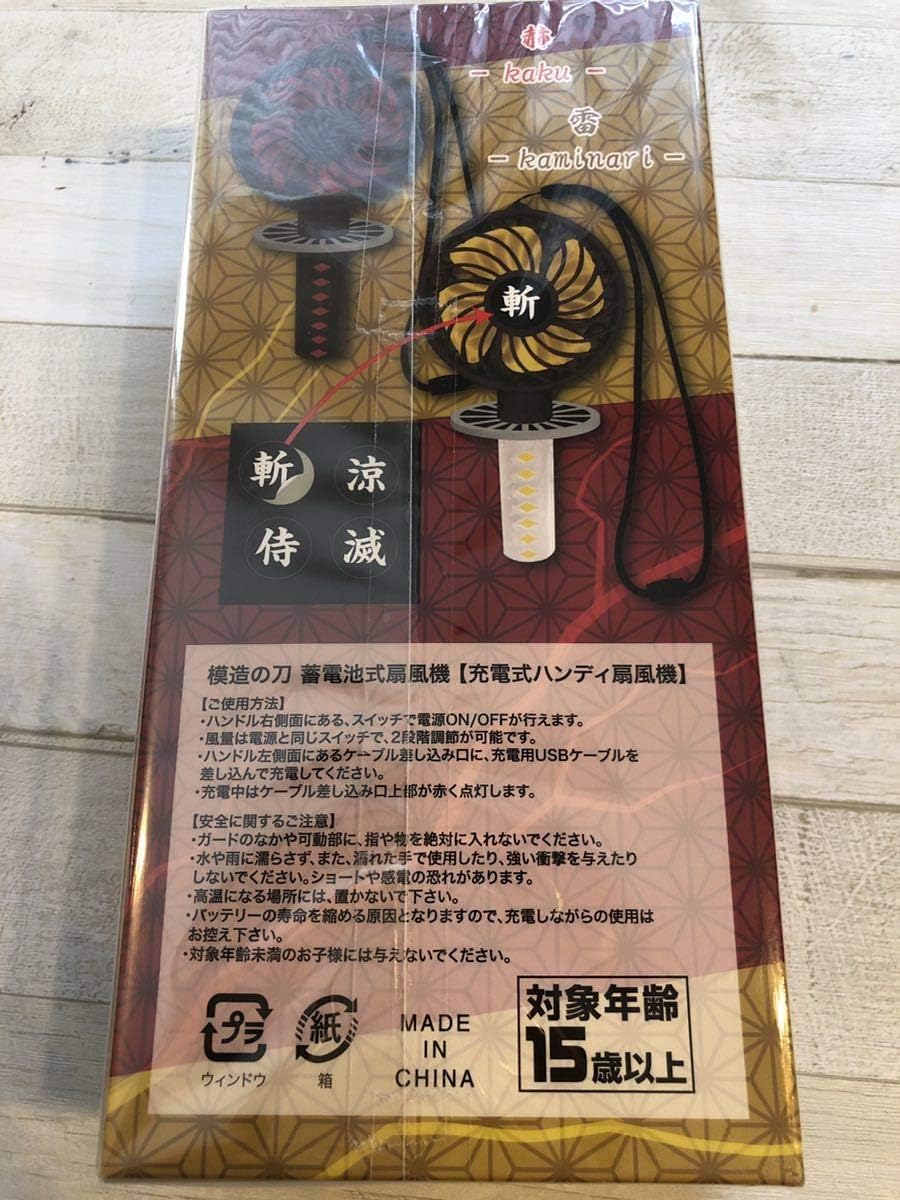 赫
- kaku -
雷
- kaminari -
斬
斬 涼
侍 滅
模造の刀 蓄電池式扇風機【充電式ハンディ扇風機】
【ご使用方法】
・ハンドル右側面にある、スイッチで電源ON/OFFが行えます。
・風量は電源と同じスイッチで、2段階調節が可能です。
・ハンドル左側面にあるケーブル差し込み口に、充電用USBケーブルを
差し込んで充電してください。
・充電中はケーブル差し込み口上部が赤く点灯します。
【安全に関するご注意】
・ガードのなかや可動部に、指や物を絶対に入れないでください。
・水や雨に濡らさず、また、濡れた手で使用したり、強い衝撃を与えたり
しないでください。ショートや感電の恐れがあります。
・高温になる場所には、置かないで下さい。
・バッテリーの寿命を縮める原因となりますので、充電しながらの使用は
お控え下さい。
・対象年齢未満のお子様には与えないでください。
プラ
ウィンドウ
紙
箱
MADE
IN
CHINA
対象年齢
15歳以上